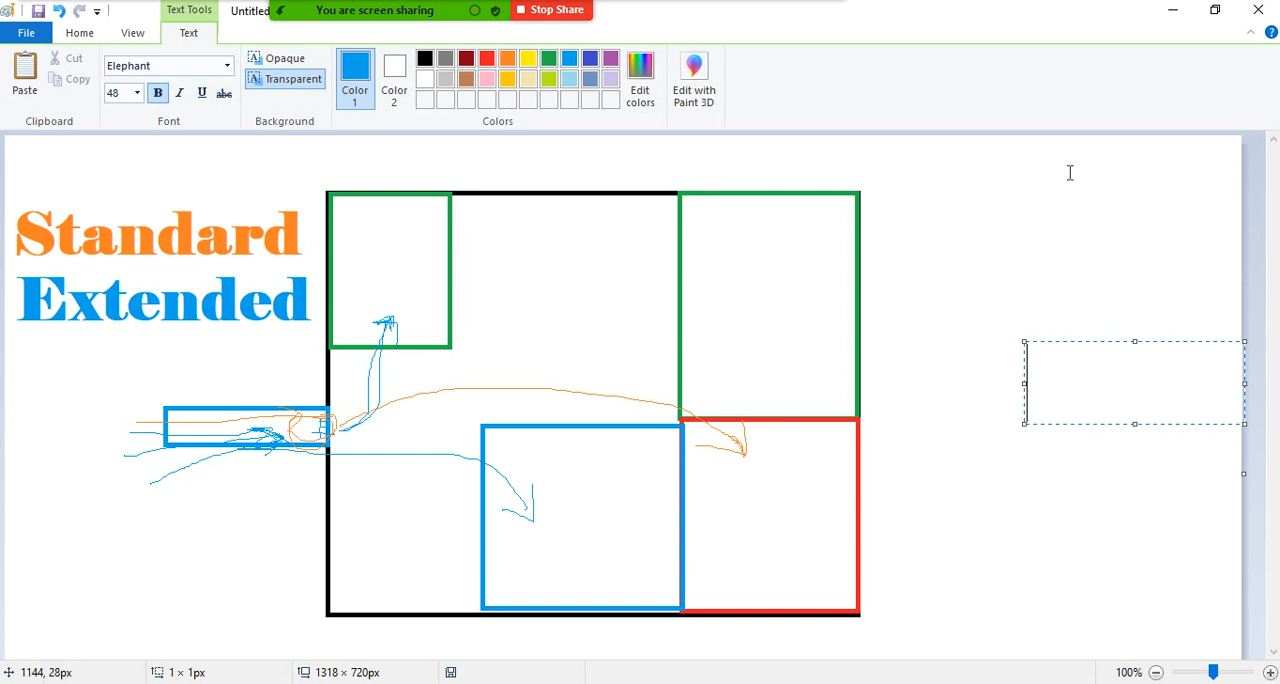 Text Tools
Untitled
You are screen sharing
Stop Share
File
Home
View
Text
Paste
Cut
Copy
Clipboard
Elephant
48
B
I
U
abc
Font
A Opaque
A Transparent
Background
Color 1
Color 2
Edit colors
Colors
Edit with Paint 3D
Standard
Extended
1144, 28px
1 × 1px
1318 × 720px
100%